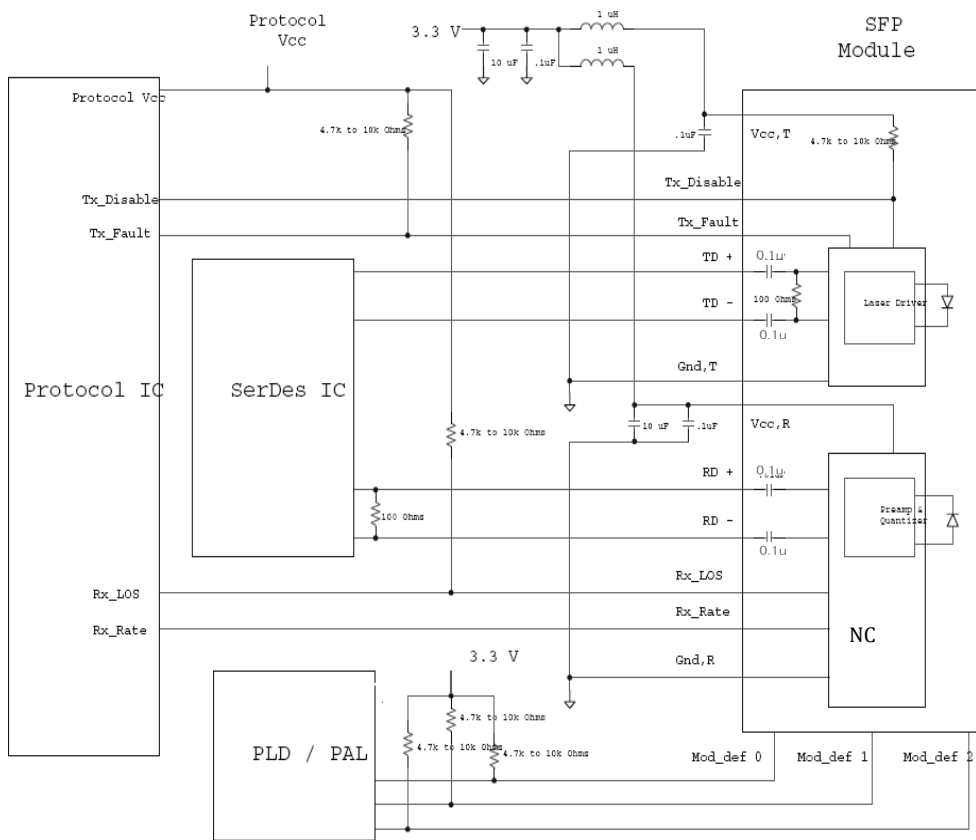 Protocol
Vcc
3.3 V
1 uH
1 uH
10 uF
.1uF
SFP
Module
Protocol Vcc
4.7k to 10k Ohms
.1uF
Vcc,T
4.7k to 10k Ohms
Tx_Disable
Tx_Disable
Tx_Fault
Tx_Fault
TD +
0.1u
TD -
100 Ohms
0.1u
Laser Driver
Gnd,T
Protocol IC
SerDes IC
4.7k to 10k Ohms
10 uF
.1uF
Vcc,R
RD +
0.1u
100 Ohms
RD -
0.1u
Preamp &
Quantizer
Rx_LOS
Rx_LOS
Rx_Rate
Rx_Rate
NC
3.3 V
Gnd,R
PLD / PAL
4.7k to 10k Ohms
4.7k to 10k Ohms
4.7k to 10k Ohms
Mod_def 0
Mod_def 1
Mod_def 2